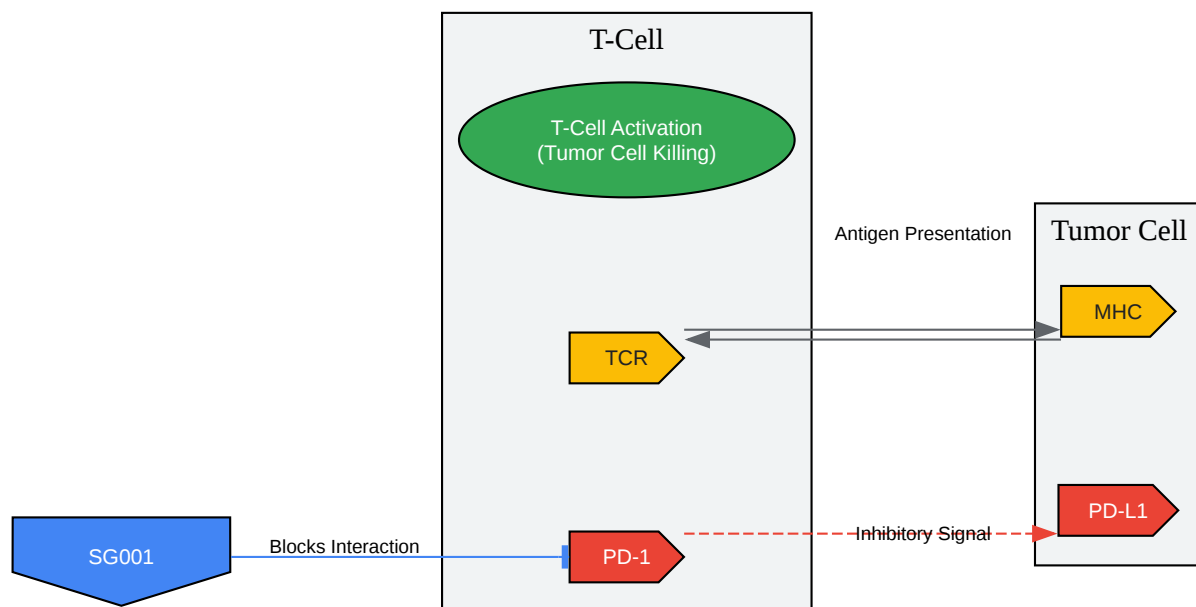 T-Cell
T-Cell Activation
(Tumor Cell Killing)
Antigen Presentation
Tumor Cell
MHC
TCR
PD-L1
Inhibitory Signal
SG001
Blocks Interaction
PD-1